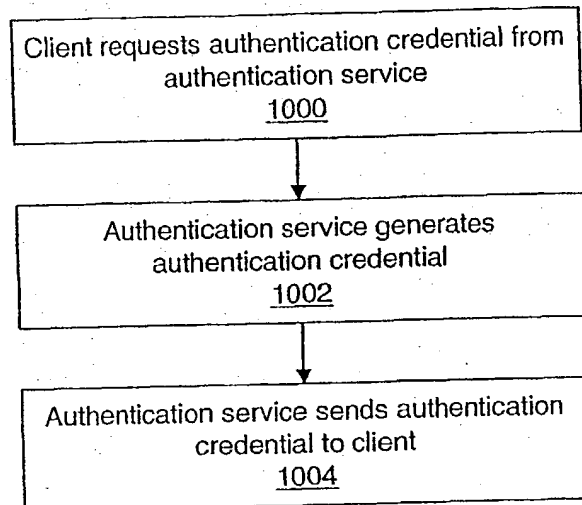 Client requests authentication credential from
authentication service
1000
Authentication service generates
authentication credential
1002
Authentication service sends authentication
credential to client
1004